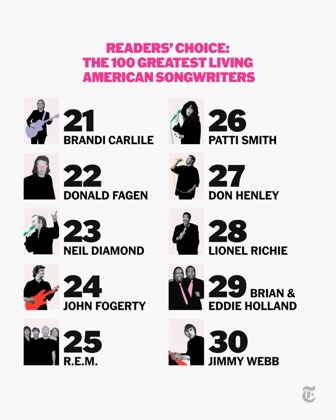 READERS' CHOICE:
THE 100 GREATEST LIVING
AMERICAN SONGWRITERS
21
BRANDI CARLILE
22
DONALD FAGEN
23
NEIL DIAMOND
24
JOHN FOGERTY
25
R.E.M.
26
PATTI SMITH
27
DON HENLEY
28
LIONEL RICHIE
29 BRIAN &
EDDIE HOLLAND
30
JIMMY WEBB
T